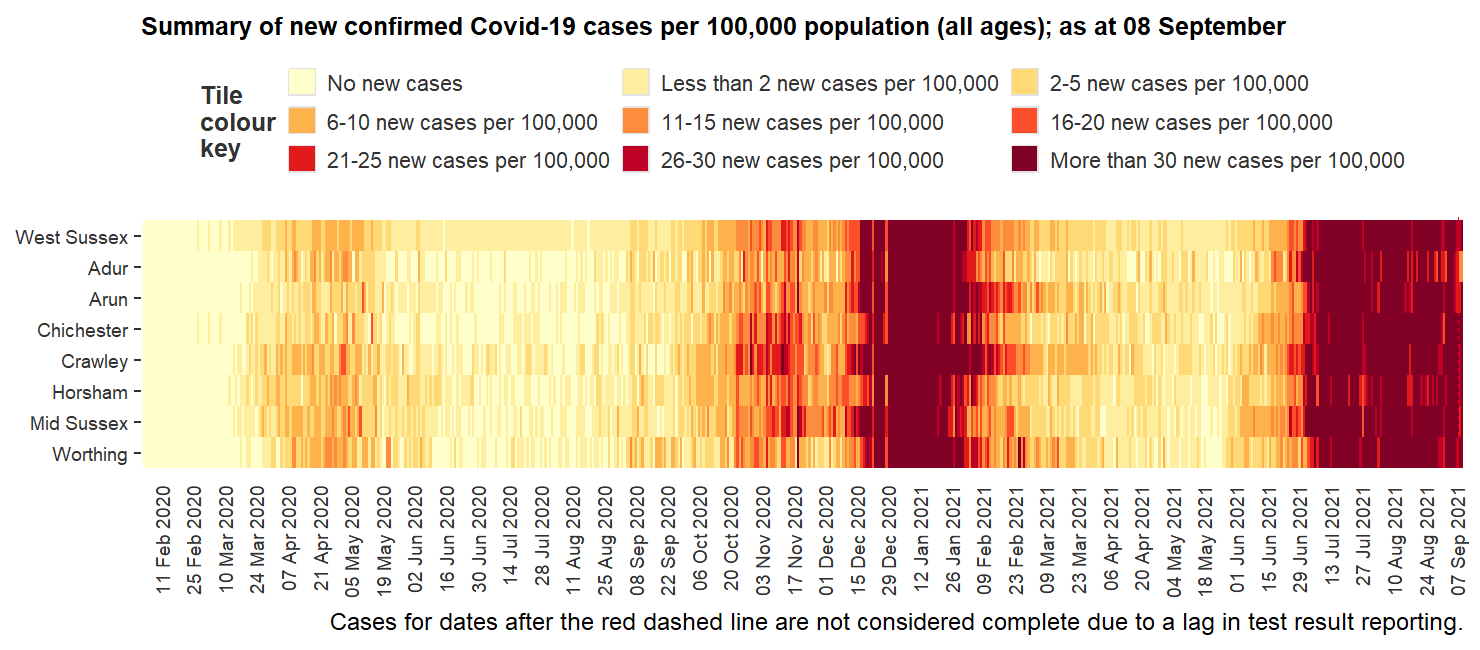 Summary of new confirmed Covid-19 cases per 100,000 population (all ages); as at 08 September
Tile
colour
key
No new cases
Less than 2 new cases per 100,000
2-5 new cases per 100,000
6-10 new cases per 100,000
11-15 new cases per 100,000
16-20 new cases per 100,000
21-25 new cases per 100,000
26-30 new cases per 100,000
More than 30 new cases per 100,000
West Sussex
Adur
Arun
Chichester
Crawley
Horsham
Mid Sussex
Worthing
11 Feb 2020
25 Feb 2020
10 Mar 2020
24 Mar 2020
07 Apr 2020
21 Apr 2020
05 May 2020
19 May 2020
02 Jun 2020
16 Jun 2020
30 Jun 2020
14 Jul 2020
28 Jul 2020
11 Aug 2020
25 Aug 2020
08 Sep 2020
22 Sep 2020
06 Oct 2020
20 Oct 2020
03 Nov 2020
17 Nov 2020
01 Dec 2020
15 Dec 2020
29 Dec 2020
12 Jan 2021
26 Jan 2021
09 Feb 2021
23 Feb 2021
09 Mar 2021
23 Mar 2021
06 Apr 2021
20 Apr 2021
04 May 2021
18 May 2021
01 Jun 2021
15 Jun 2021
29 Jun 2021
13 Jul 2021
27 Jul 2021
10 Aug 2021
24 Aug 2021
07 Sep 2021
Cases for dates after the red dashed line are not considered complete due to a lag in test result reporting.